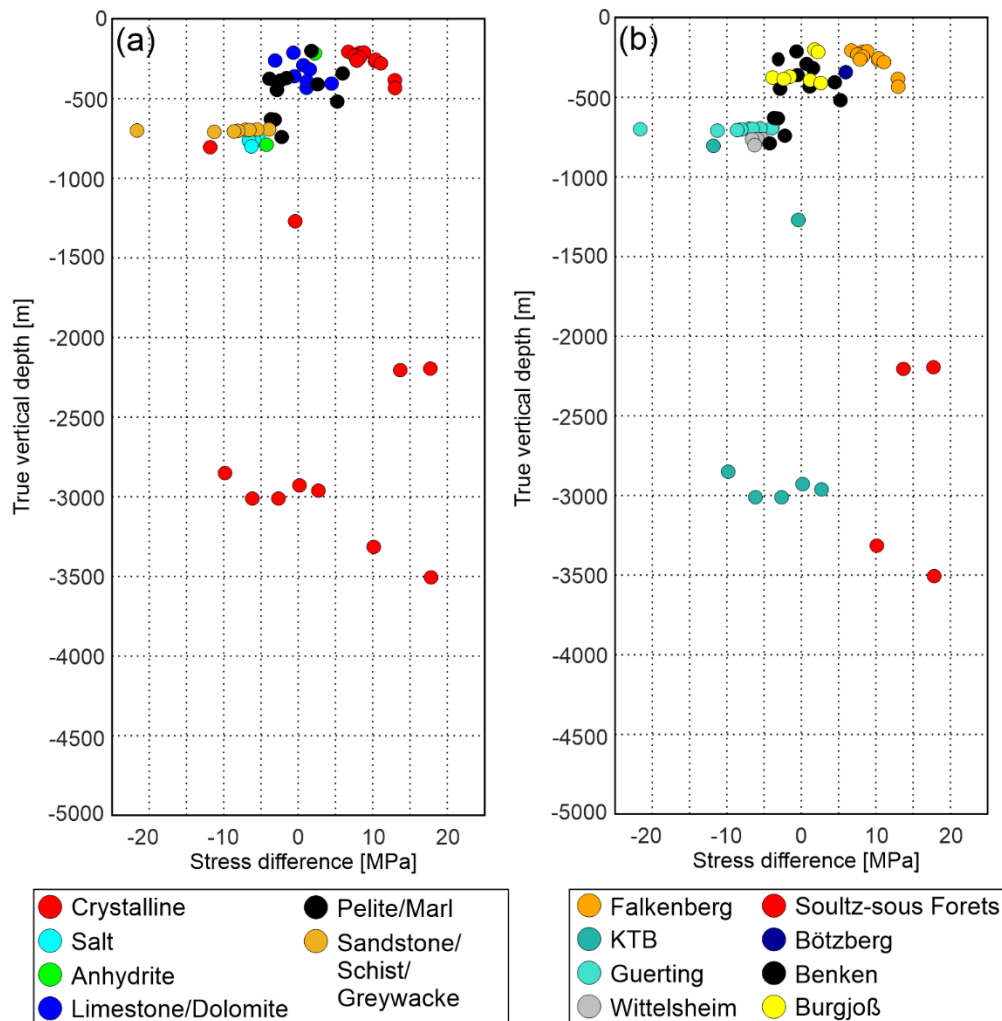 (a)
0
-500
-1000
-1500
-2000
-2500
-3000
-3500
-4000
-4500
-5000
True vertical depth [m]
-20 -10 0 10 20
Stress difference [MPa]
(b)
0
-500
-1000
-1500
-2000
-2500
-3000
-3500
-4000
-4500
-5000
True vertical depth [m]
-20 -10 0 10 20
Stress difference [MPa]
Crystalline
Salt
Anhydrite
Limestone/Dolomite
Pelite/Marl
Sandstone/
Schist/
Greywacke
Falkenberg
KTB
Guerting
Wittelsheim
Soultz-sous Forets
Bötzberg
Benken
Burgjoß